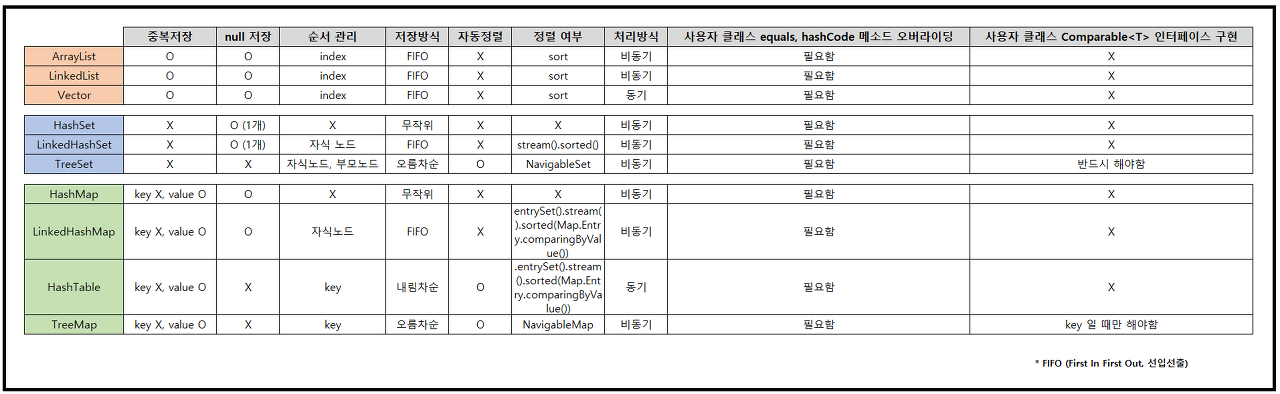 중복저장 null 저장 순서 관리 저장방식 자동정렬 정렬 여부 처리방식 사용자 클래스 equals, hashCode 메소드 오버라이딩 사용자 클래스 Comparable<T> 인터페이스 구현
ArrayList O O index FIFO X sort 비동기 필요함 X
LinkedList O O index FIFO X sort 비동기 필요함 X
Vector O O index FIFO X sort 동기 필요함 X
HashSet X O (1개) X 무작위 X X 비동기 필요함 X
LinkedHashSet X O (1개) 자식 노드 FIFO X stream().sorted() 비동기 필요함 X
TreeSet X X 자식노드, 부모노드 오름차순 O NavigableSet 비동기 필요함 반드시 해야함
HashMap key X, value O O X 무작위 X X 비동기 필요함 X
LinkedHashMap key X, value O O 자식노드 FIFO X entrySet().stream(
).sorted(Map.Entr
y.comparingByVal
ue()) 비동기 필요함 X
HashTable key X, value O X key 내림차순 O .entrySet().stream
().sorted(Map.Ent
ry.comparingByVa
lue()) 동기 필요함 X
TreeMap key X, value O X key 오름차순 O NavigableMap 비동기 필요함 key 일 때만 해야함
* FIFO (First In First Out, 선입선출)